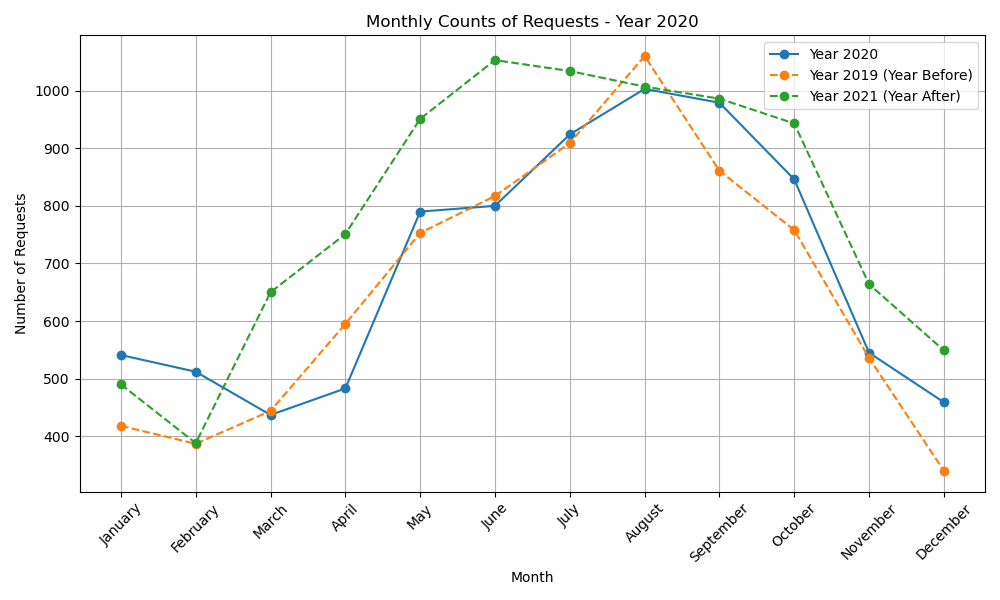 Monthly Counts of Requests - Year 2020
Year 2020
Year 2019 (Year Before)
Year 2021 (Year After)
Number of Requests
1000
900
800
700
600
500
400
January
February
March
April
May
June
July
August
September
October
November
December
Month